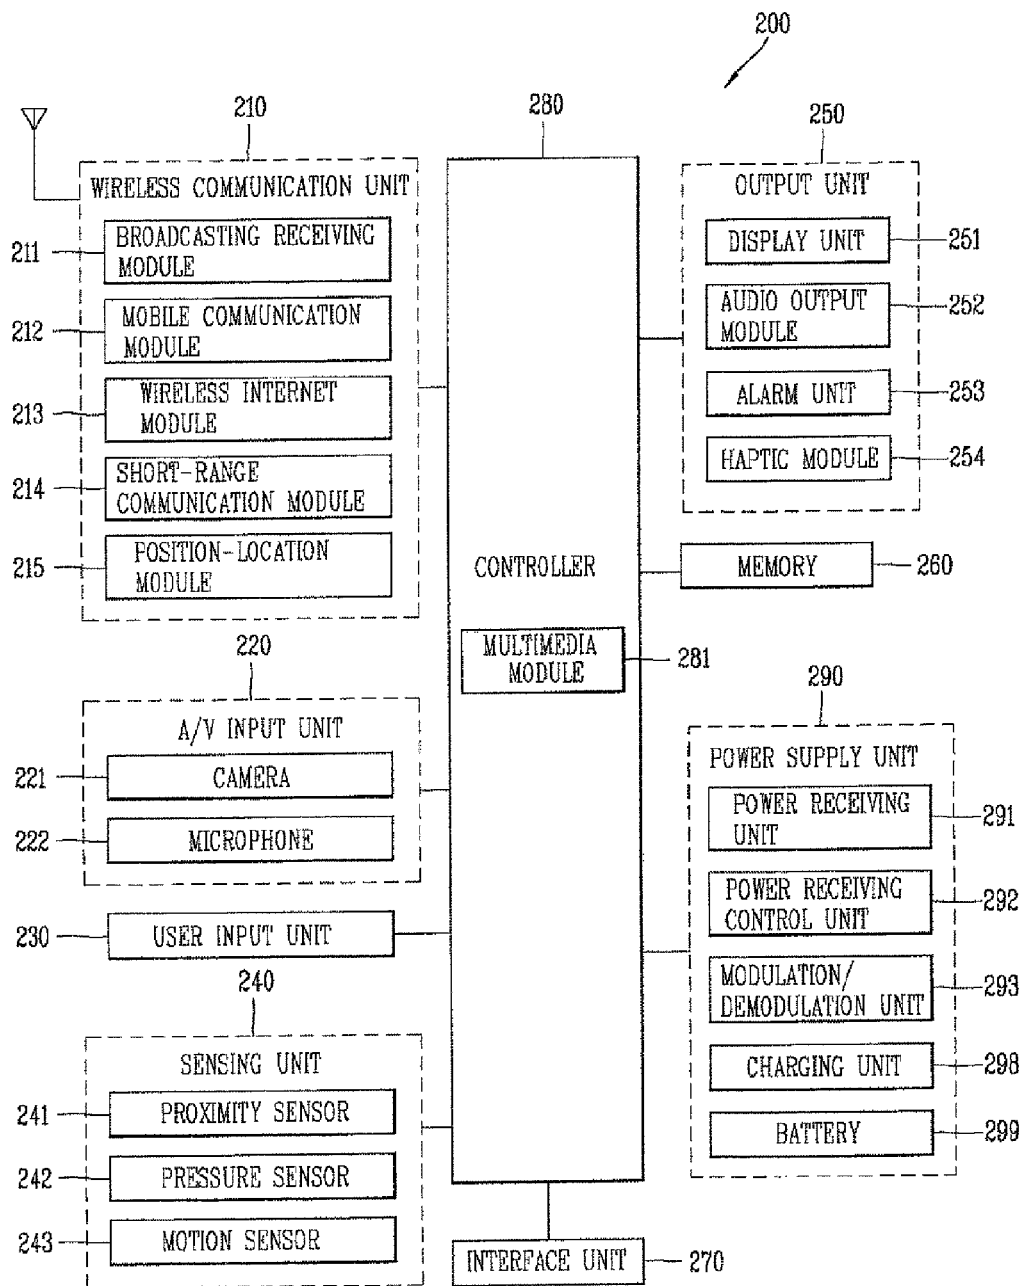 200
210
280
250
WIRELESS COMMUNICATION UNIT
211
BROADCASTING RECEIVING
MODULE
212
MOBILE COMMUNICATION
MODULE
213
WIRELESS INTERNET
MODULE
214
SHORT-RANGE
COMMUNICATION MODULE
215
POSITION-LOCATION
MODULE
220
A/V INPUT UNIT
221
CAMERA
222
MICROPHONE
230
USER INPUT UNIT
240
SENSING UNIT
241
PROXIMITY SENSOR
242
PRESSURE SENSOR
243
MOTION SENSOR
CONTROLLER
MULTIMEDIA
MODULE
281
INTERFACE UNIT
270
OUTPUT UNIT
DISPLAY UNIT
251
AUDIO OUTPUT
MODULE
252
ALARM UNIT
253
HAPTIC MODULE
254
MEMORY
260
290
POWER SUPPLY UNIT
POWER RECEIVING
UNIT
291
POWER RECEIVING
CONTROL UNIT
292
MODULATION/
DEMODULATION UNIT
293
CHARGING UNIT
298
BATTERY
299